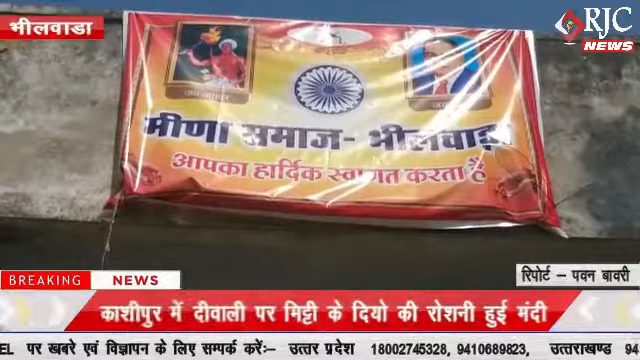 भीलवाडा
RJC
NEWS
मीणा समाज- भीलवाड़ा
आपका हार्दिक स्वागत करता है
रिपोर्ट – पवन बावरी
BREAKING NEWS
काशीपुर में दीवाली पर मिट्टी के दियो की रोशनी हुई मंदी
EL पर खबरे एवं विज्ञापन के लिए सम्पर्क करेंः– उत्तर प्रदेश 18002745328, 9410689823, उत्तराखण्ड 94